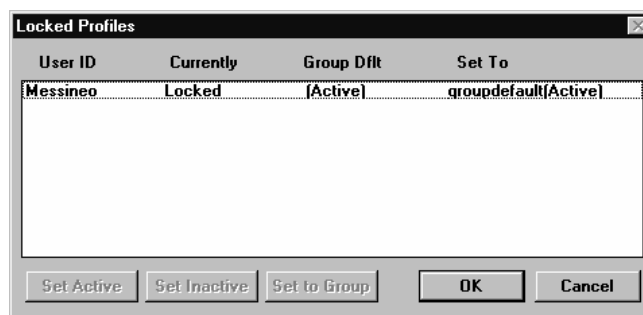 Locked Profiles
User ID Currently Group Dflt Set To
Messineo Locked (Active) groupdefault(Active)
Set Active Set Inactive Set to Group OK Cancel